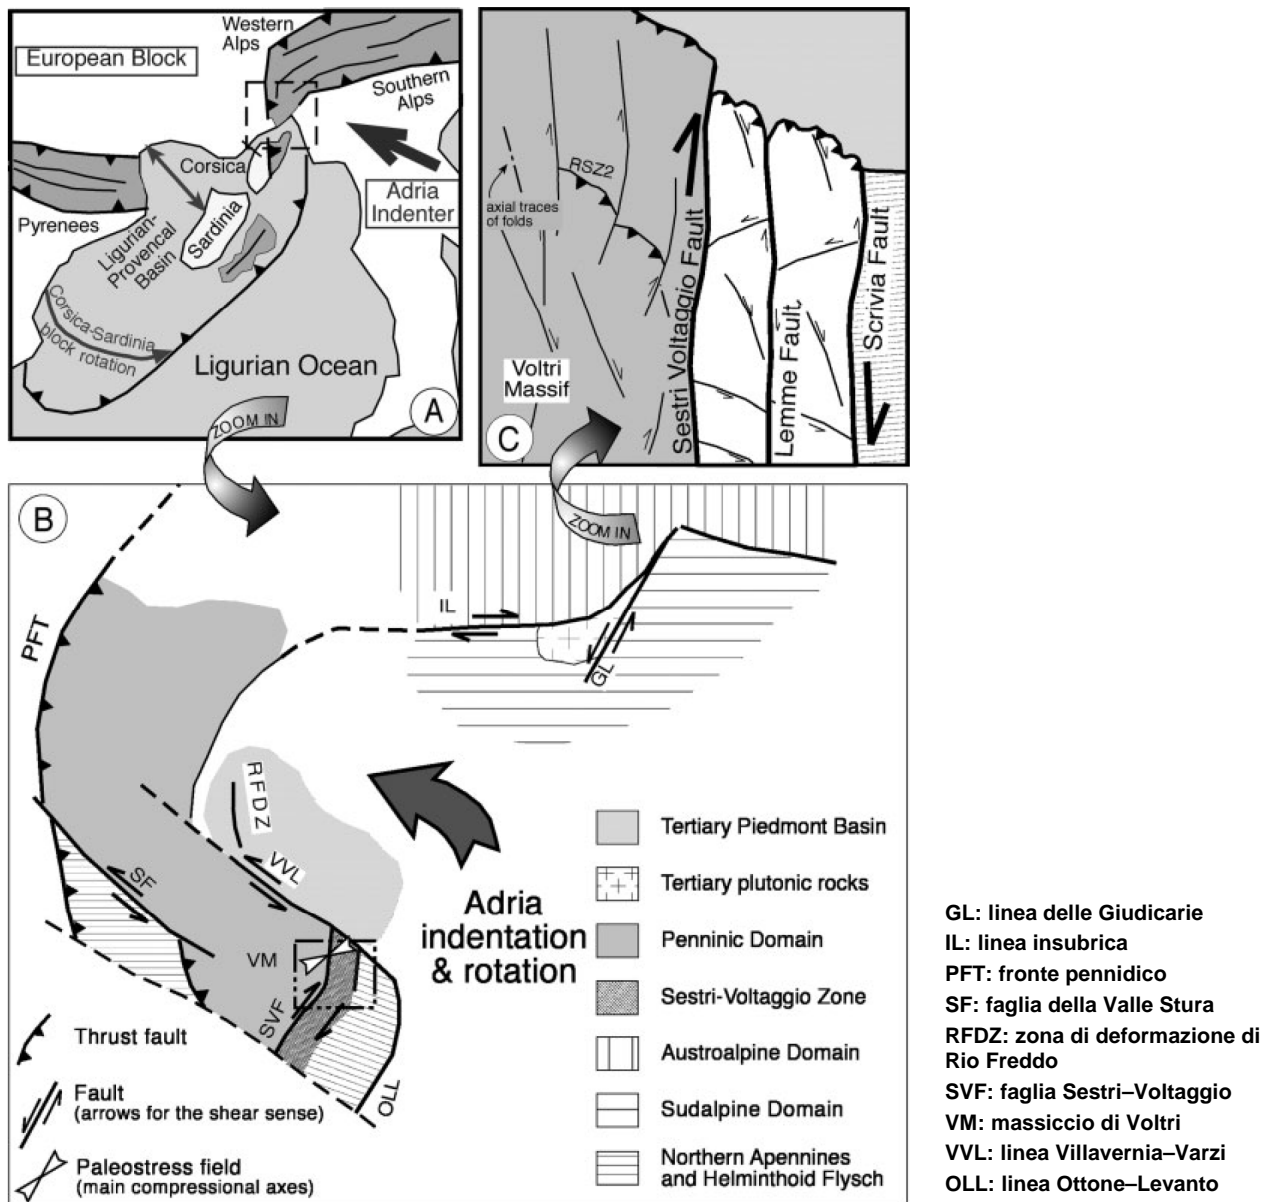 Western
Alps
European Block
Southern
Alps
Corsica
Adria
Indenter
Pyrenees
Sardinia
Ligurian-
Provencal
Basin
Corsica-Sardinia
block rotation
Ligurian Ocean
A
ZOOM IN
RSZ2
axial traces
of folds
Sestri Voltaggio Fault
Lemme Fault
Scrivia Fault
Voltri
Massif
C
ZOOM IN
B
PFT
IL
GL
RFDZ
VVL
SF
VM
SVF
OLL
Adria
indentation
& rotation
Thrust fault
Fault
(arrows for the shear sense)
Paleostress field
(main compressional axes)
Tertiary Piedmont Basin
Tertiary plutonic rocks
Penninic Domain
Sestri-Voltaggio Zone
Austroalpine Domain
Sudalpine Domain
Northern Apennines
and Helminthoid Flysch
GL: linea delle Giudicarie
IL: linea insubrica
PFT: fronte pennidico
SF: faglia della Valle Stura
RFDZ: zona di deformazione di
Rio Freddo
SVF: faglia Sestri–Voltaggio
VM: massiccio di Voltri
VVL: linea Villavernia–Varzi
OLL: linea Ottone–Levanto